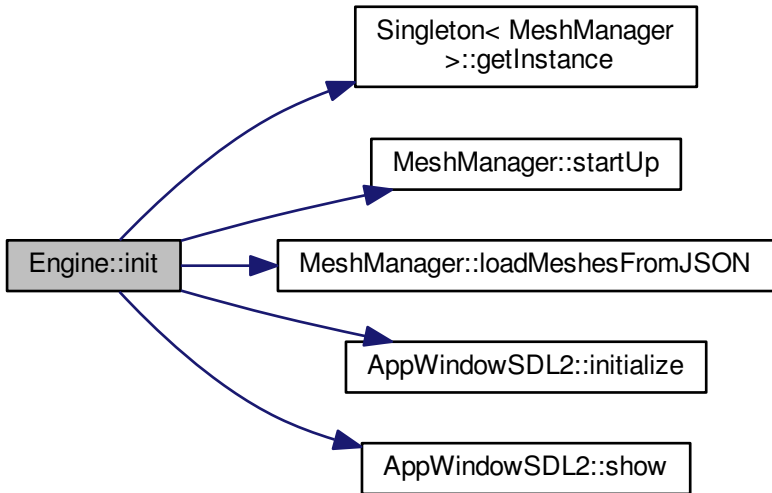 Singleton< MeshManager
>::getInstance
MeshManager::startUp
Engine::init
MeshManager::loadMeshesFromJSON
AppWindowSDL2::initialize
AppWindowSDL2::show